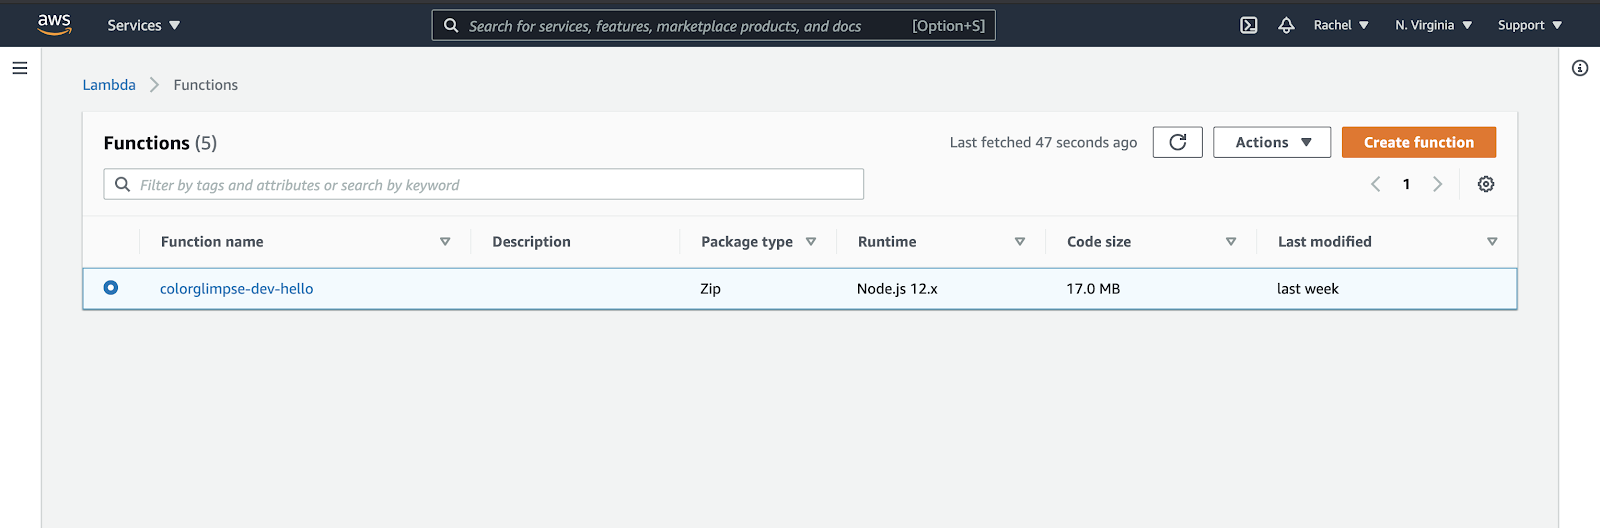 aws Services Search for services, features, marketplace products, and docs [Option+S] Rachel N. Virginia Support
Lambda Functions
Functions (5) Last fetched 47 seconds ago Actions Create function
Filter by tags and attributes or search by keyword 1
Function name Description Package type Runtime Code size Last modified
colorglimpse-dev-hello Zip Node.js 12.x 17.0 MB last week